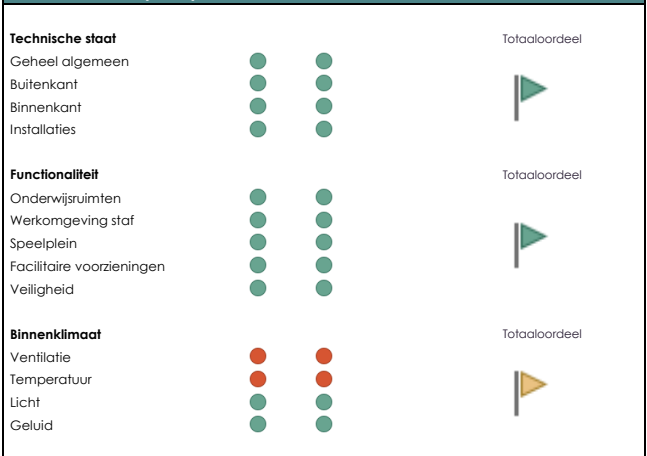 Technische staat Totaaloordeel
Geheel algemeen
Buitenkant
Binnenkant
Installaties
Functionaliteit Totaaloordeel
Onderwijsruimten
Werkomgeving staf
Speelplein
Facilitaire voorzieningen
Veiligheid
Binnenklimaat Totaaloordeel
Ventilatie
Temperatuur
Licht
Geluid